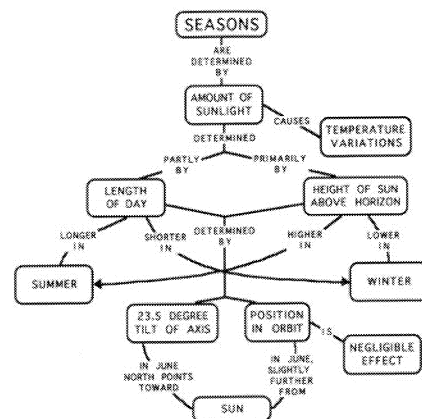 SEASONS
ARE
DETERMINED
BY
AMOUNT OF
SUNLIGHT
CAUSES
TEMPERATURE
VARIATIONS
DETERMINED
PARTLY
BY
PRIMARILY
BY
LENGTH
OF DAY
HEIGHT OF SUN
ABOVE HORIZON
LONGER
IN
SHORTER
IN
DETERMINED
BY
HIGHER
IN
LOWER
IN
SUMMER
WINTER
23.5 DEGREE
TILT OF AXIS
POSITION
IN ORBIT
IS
NEGLIGIBLE
EFFECT
IN JUNE
NORTH POINTS
TOWARD
IN JUNE,
SLIGHTLY
FURTHER
FROM
SUN